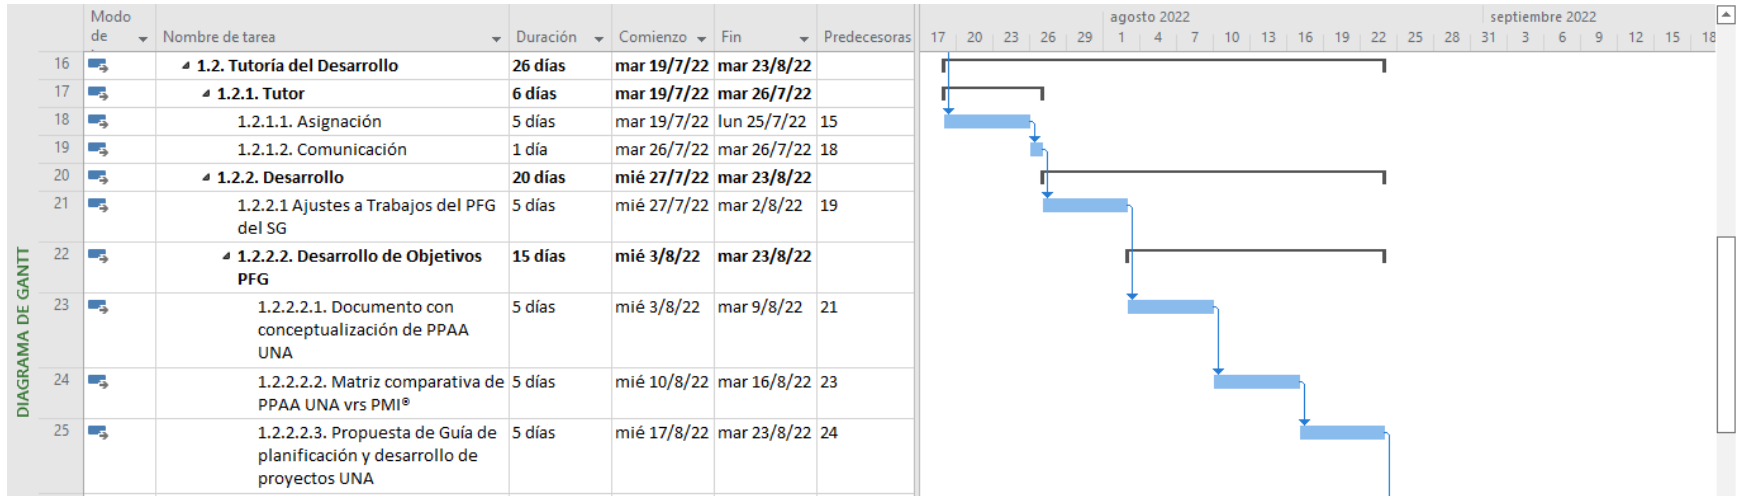 Modo de
Nombre de tarea
Duración
Comienzo
Fin
Predecesoras
agosto 2022
septiembre 2022
17 20 23 26 29 1 4 7 10 13 16 19 22 25 28 31 3 6 9 12 15 18
DIAGRAMA DE GANTT
16 1.2. Tutoría del Desarrollo 26 días mar 19/7/22 mar 23/8/22
17 1.2.1. Tutor 6 días mar 19/7/22 mar 26/7/22
18 1.2.1.1. Asignación 5 días mar 19/7/22 lun 25/7/22 15
19 1.2.1.2. Comunicación 1 día mar 26/7/22 mar 26/7/22 18
20 1.2.2. Desarrollo 20 días mié 27/7/22 mar 23/8/22
21 1.2.2.1 Ajustes a Trabajos del PFG 5 días mié 27/7/22 mar 2/8/22 19
del SG
22 1.2.2.2. Desarrollo de Objetivos 15 días mié 3/8/22 mar 23/8/22
PFG
23 1.2.2.2.1. Documento con 5 días mié 3/8/22 mar 9/8/22 21
conceptualización de PPAA
UNA
24 1.2.2.2.2. Matriz comparativa de 5 días mié 10/8/22 mar 16/8/22 23
PPAA UNA vrs PMI®
25 1.2.2.2.3. Propuesta de Guía de 5 días mié 17/8/22 mar 23/8/22 24
planificación y desarrollo de
proyectos UNA